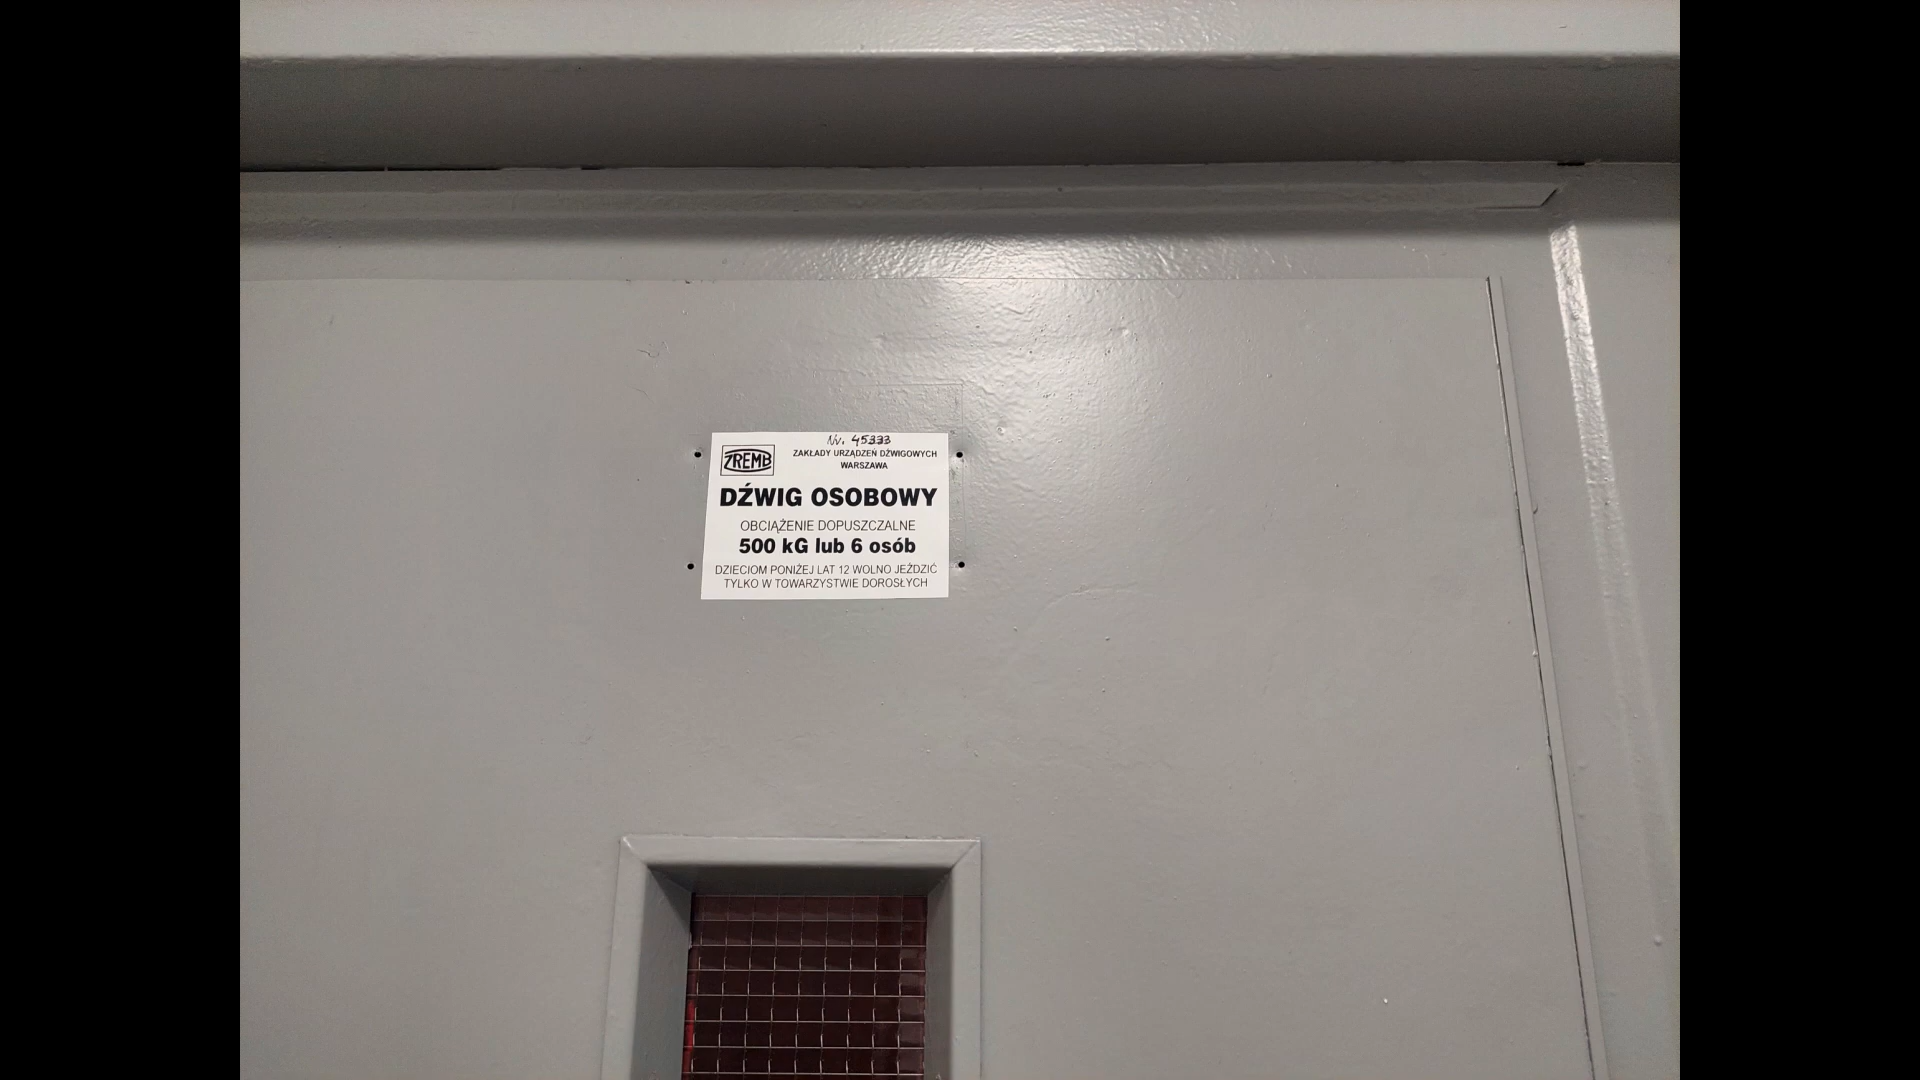 Nr. 45333
ZREMB
ZAKŁADY URZĄDZEŃ DŹWIGOWYCH
WARSZAWA
DŹWIG OSOBOWY
OBCIĄŻENIE DOPUSZCZALNE
500 kG lub 6 osób
DZIECIOM PONIŻEJ LAT 12 WOLNO JEŹDZIĆ
TYLKO W TOWARZYSTWIE DOROSŁYCH